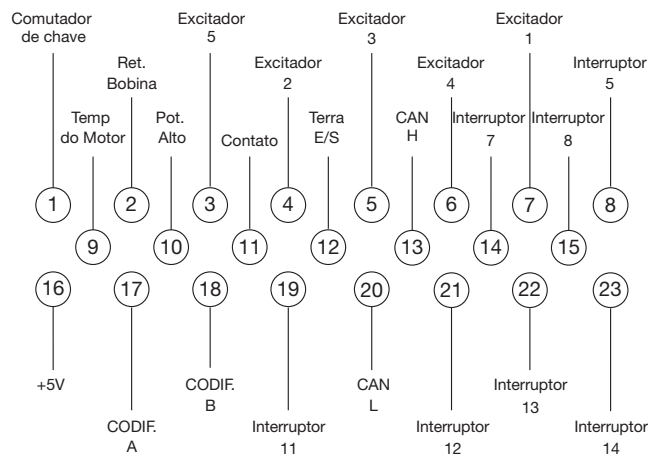 Comutador
de chave
Excitador
5
Excitador
3
Excitador
1
Ret.
Bobina
Excitador
2
Excitador
4
Interruptor
5
Temp
do Motor
Pot.
Alto
Contato
Terra
E/S
CAN
H
Interruptor
7
Interruptor
8
1
2
3
4
5
6
7
8
9
10
11
12
13
14
15
16
17
18
19
20
21
22
23
+5V
CODIF.
B
CAN
L
Interruptor
13
CODIF.
A
Interruptor
11
Interruptor
12
Interruptor
14